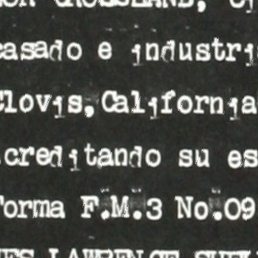 casado e industri
Clovis, California
creditando su es
Forma F.M.3 No.09